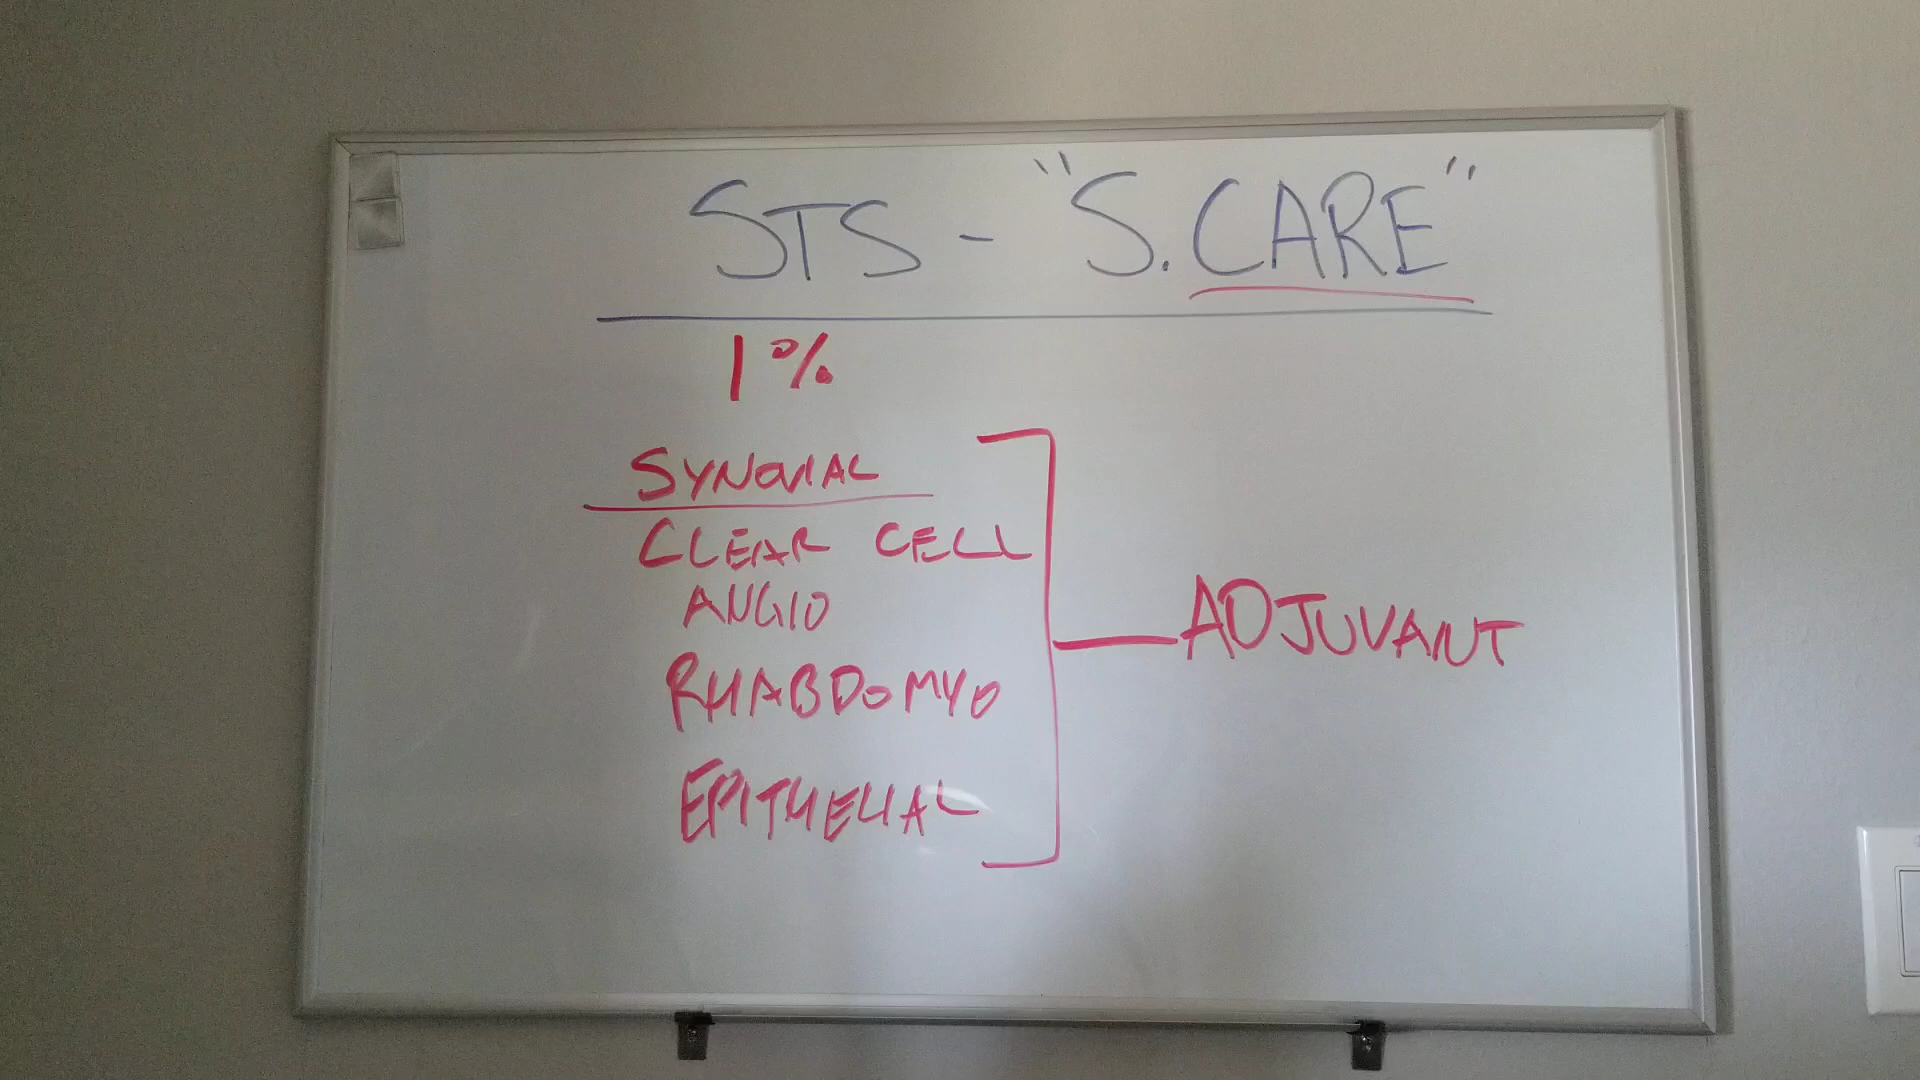 STS - "S.CARE"
1%
SYNOVIAL
CLEAR CELL
ANGIO
RHABDOMYO
EPITHELIAL
ADJUVANT